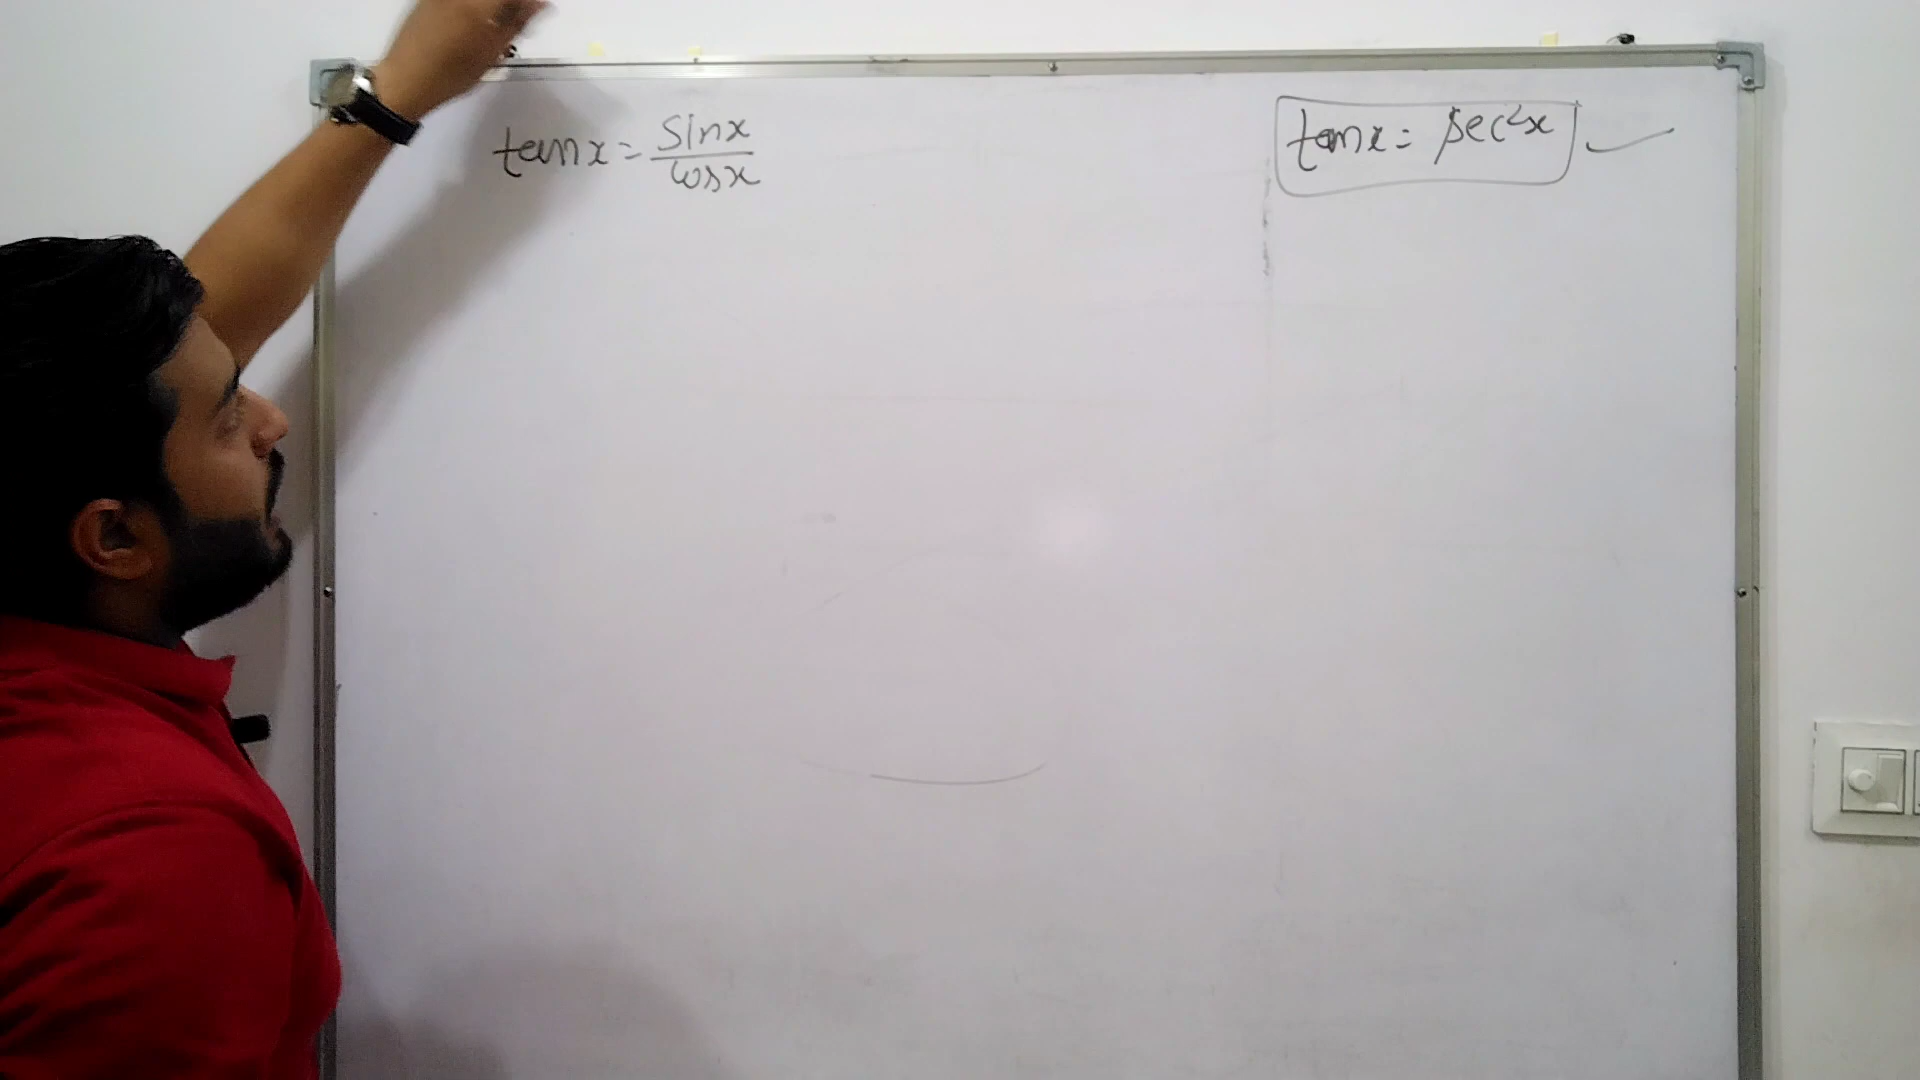 tanx = sinx / cosx
tanx = sec²x